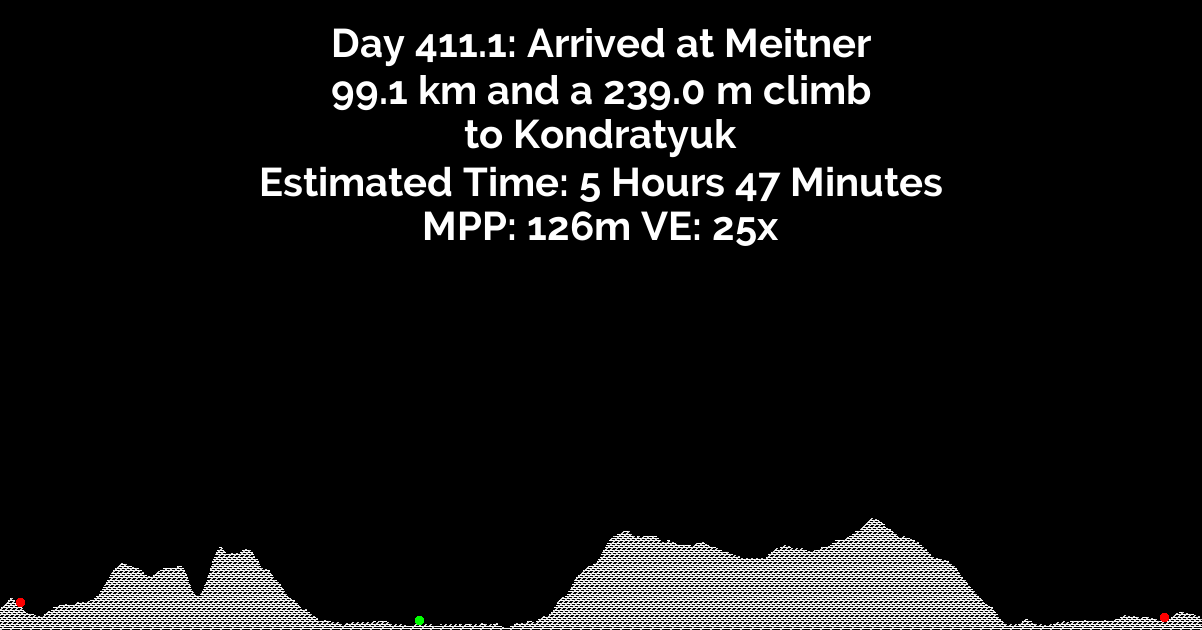 Day 411.1: Arrived at Meitner
99.1 km and a 239.0 m climb
to Kondratyuk
Estimated Time: 5 Hours 47 Minutes
MPP: 126m VE: 25x